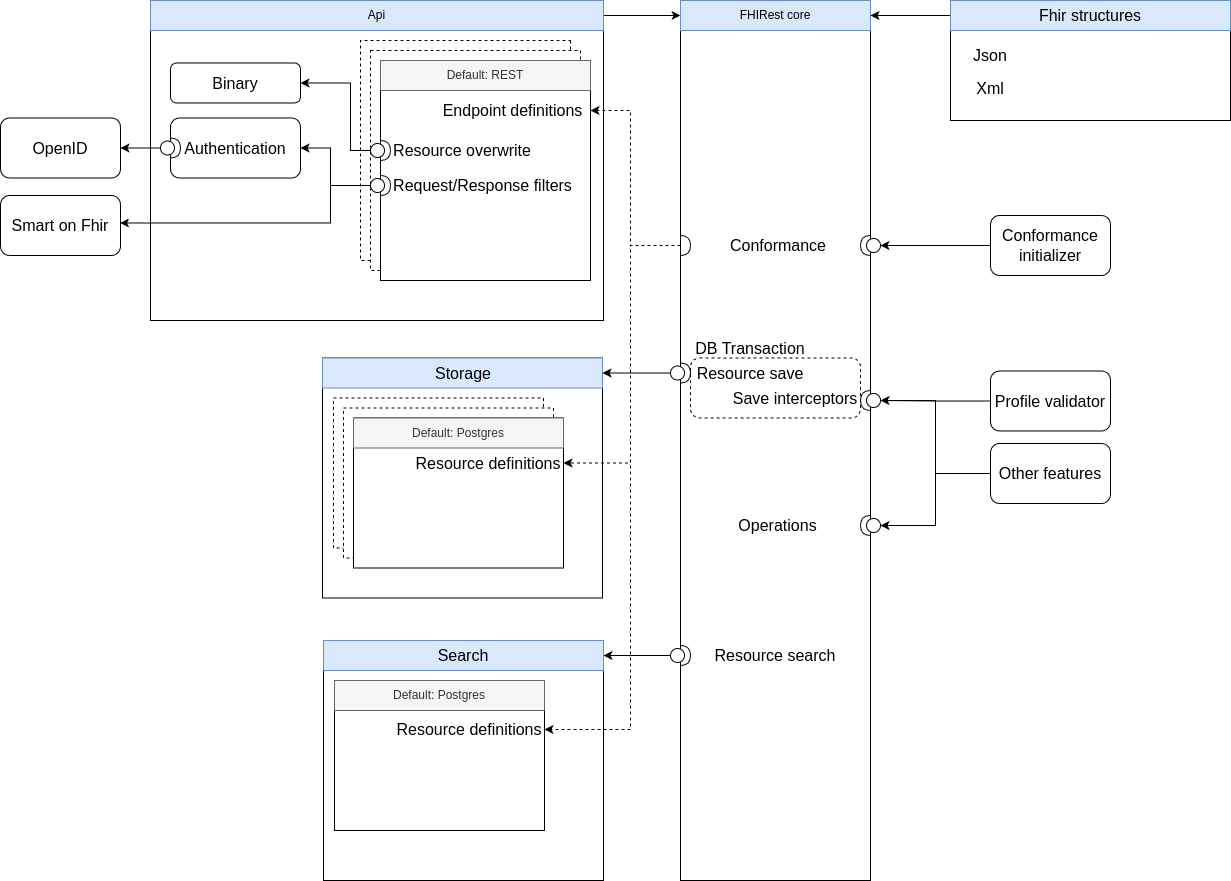 Api
FHIRest core
Fhir structures
Json
Xml
Default: REST
Binary
Endpoint definitions
OpenID
Authentication
Resource overwrite
Request/Response filters
Smart on Fhir
Conformance
Conformance
initializer
DB Transaction
Storage
Resource save
Save interceptors
Profile validator
Default: Postgres
Resource definitions
Other features
Operations
Search
Resource search
Default: Postgres
Resource definitions